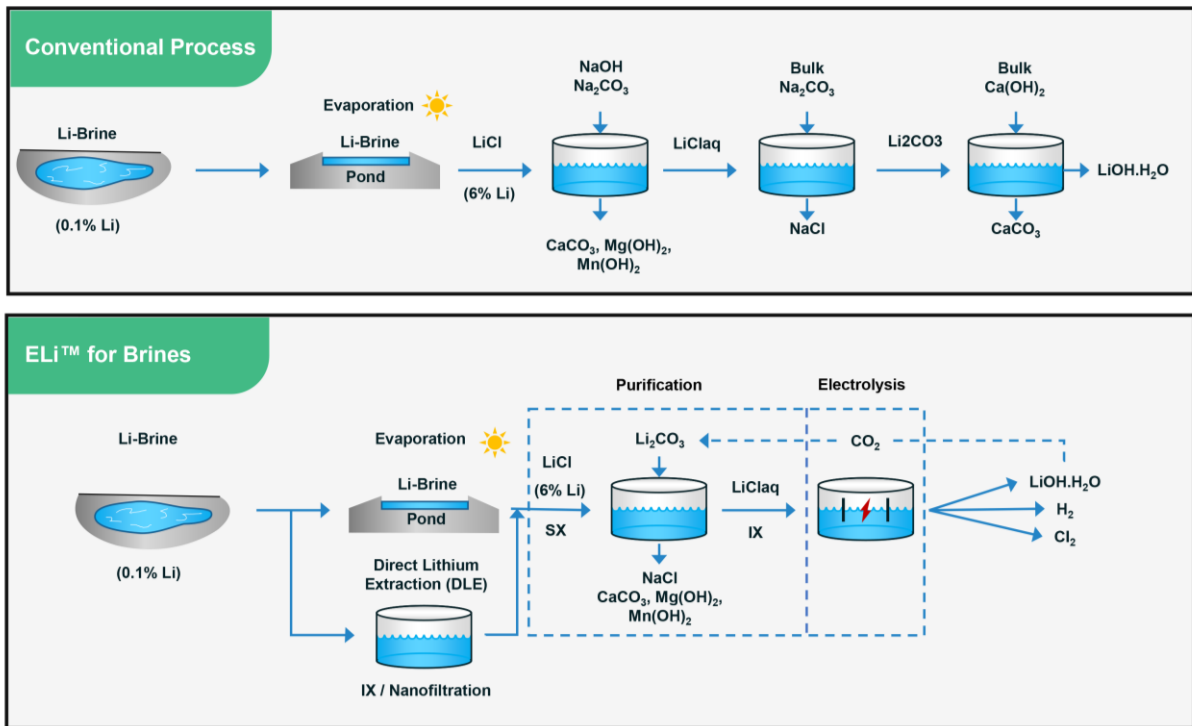 Conventional Process
Li-Brine
(0.1% Li)
Evaporation
Li-Brine
Pond
LiCl
(6% Li)
NaOH
Na₂CO₃
CaCO₃, Mg(OH)₂,
Mn(OH)₂
LiClaq
Bulk
Na₂CO₃
NaCl
Li2CO3
Bulk
Ca(OH)₂
CaCO₃
LiOH.H₂O
ELi™ for Brines
Li-Brine
(0.1% Li)
Evaporation
Li-Brine
Pond
Direct Lithium
Extraction (DLE)
IX / Nanofiltration
LiCl
(6% Li)
SX
Purification
Li₂CO₃
NaCl
CaCO₃, Mg(OH)₂,
Mn(OH)₂
LiClaq
IX
Electrolysis
CO₂
LiOH.H₂O
H₂
Cl₂